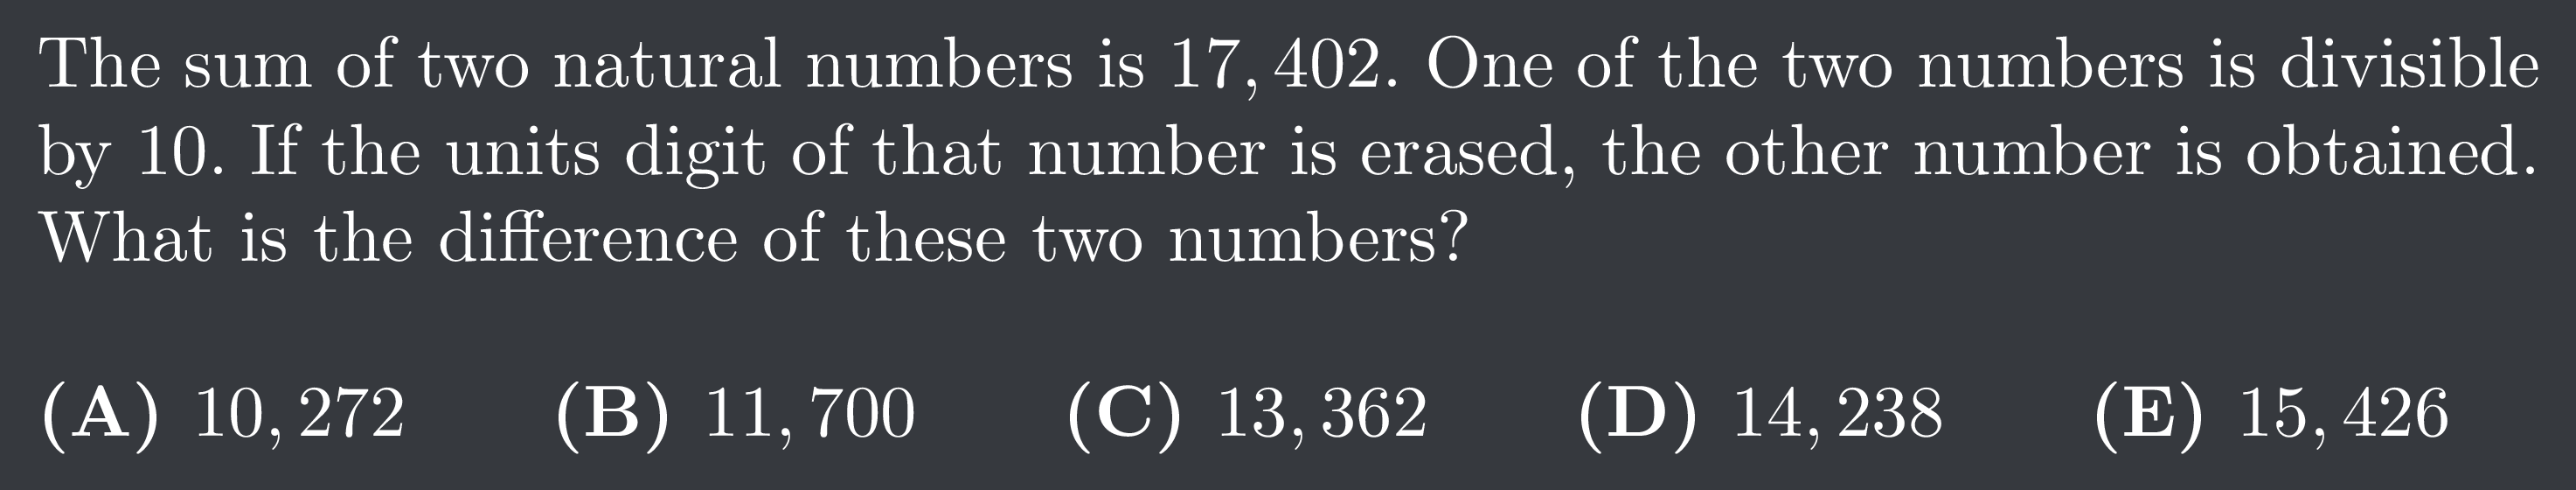 The sum of two natural numbers is 17, 402. One of the two numbers is divisible
by 10. If the units digit of that number is erased, the other number is obtained.
What is the difference of these two numbers?
(A) 10, 272 (B) 11, 700 (C) 13, 362 (D) 14, 238 (E) 15, 426